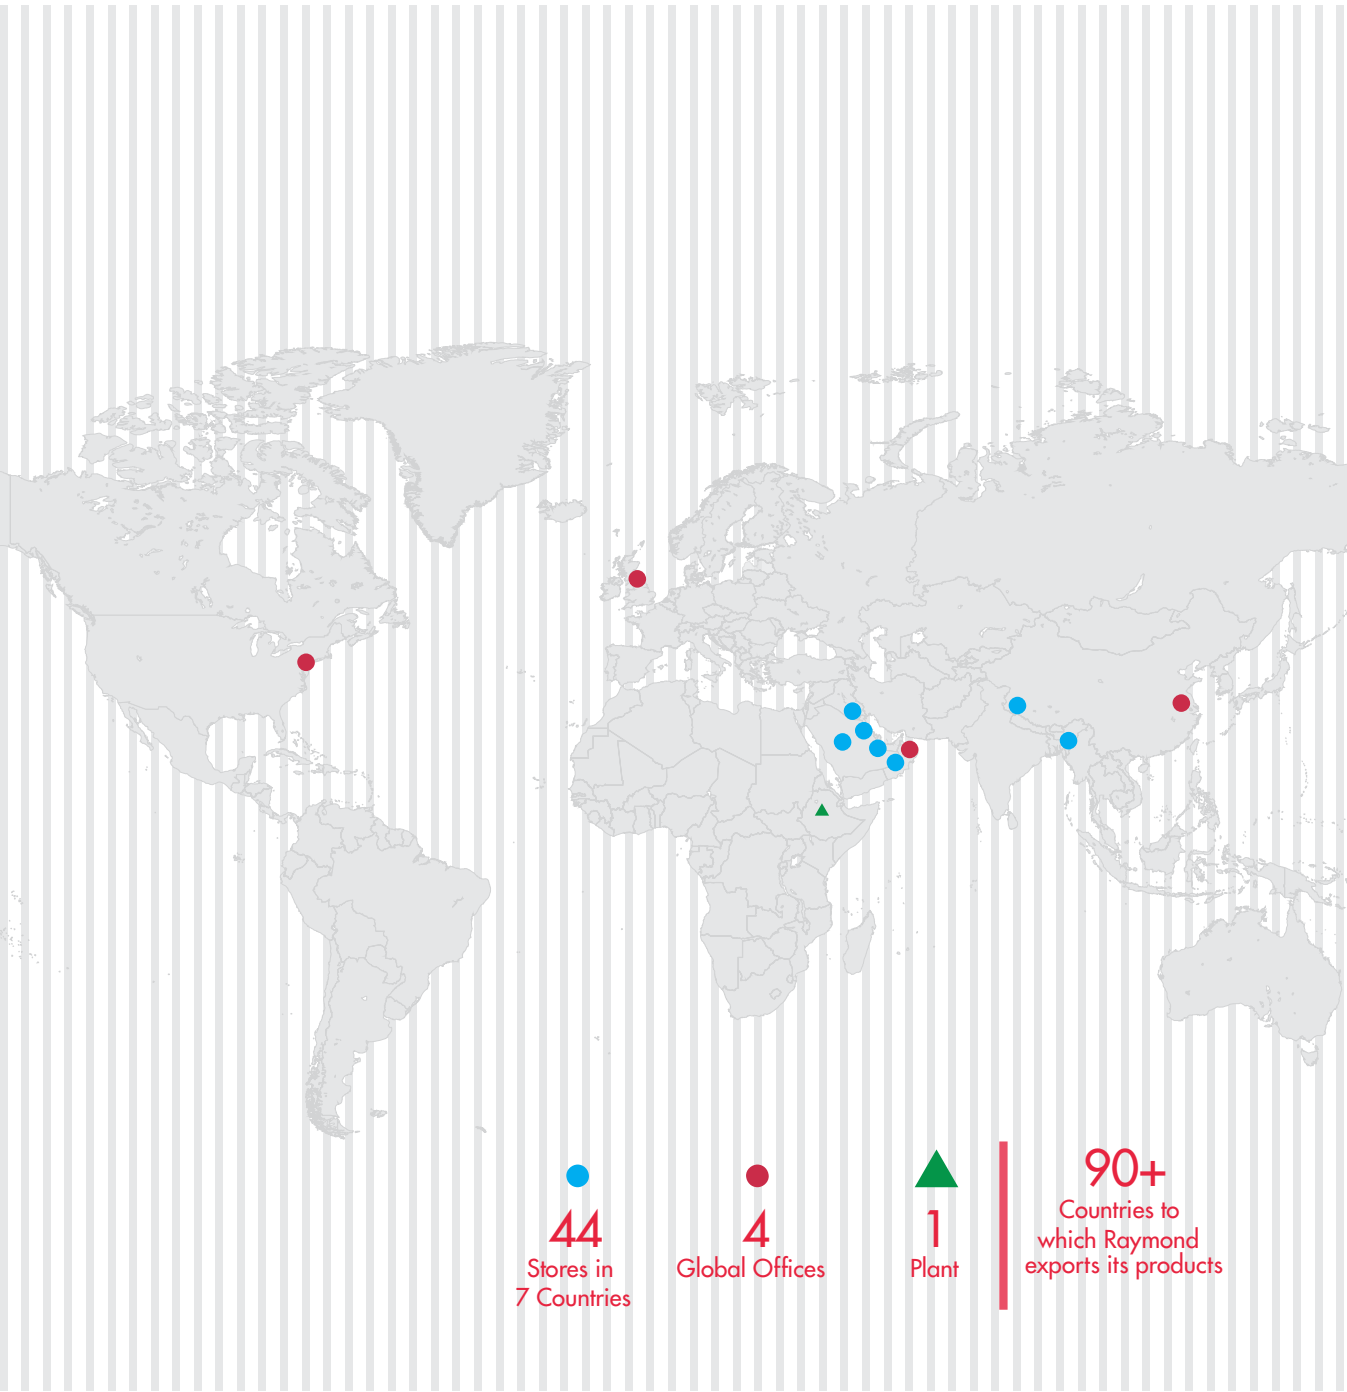 44
Stores in
7 Countries
4
Global Offices
1
Plant
90+
Countries to
which Raymond
exports its products